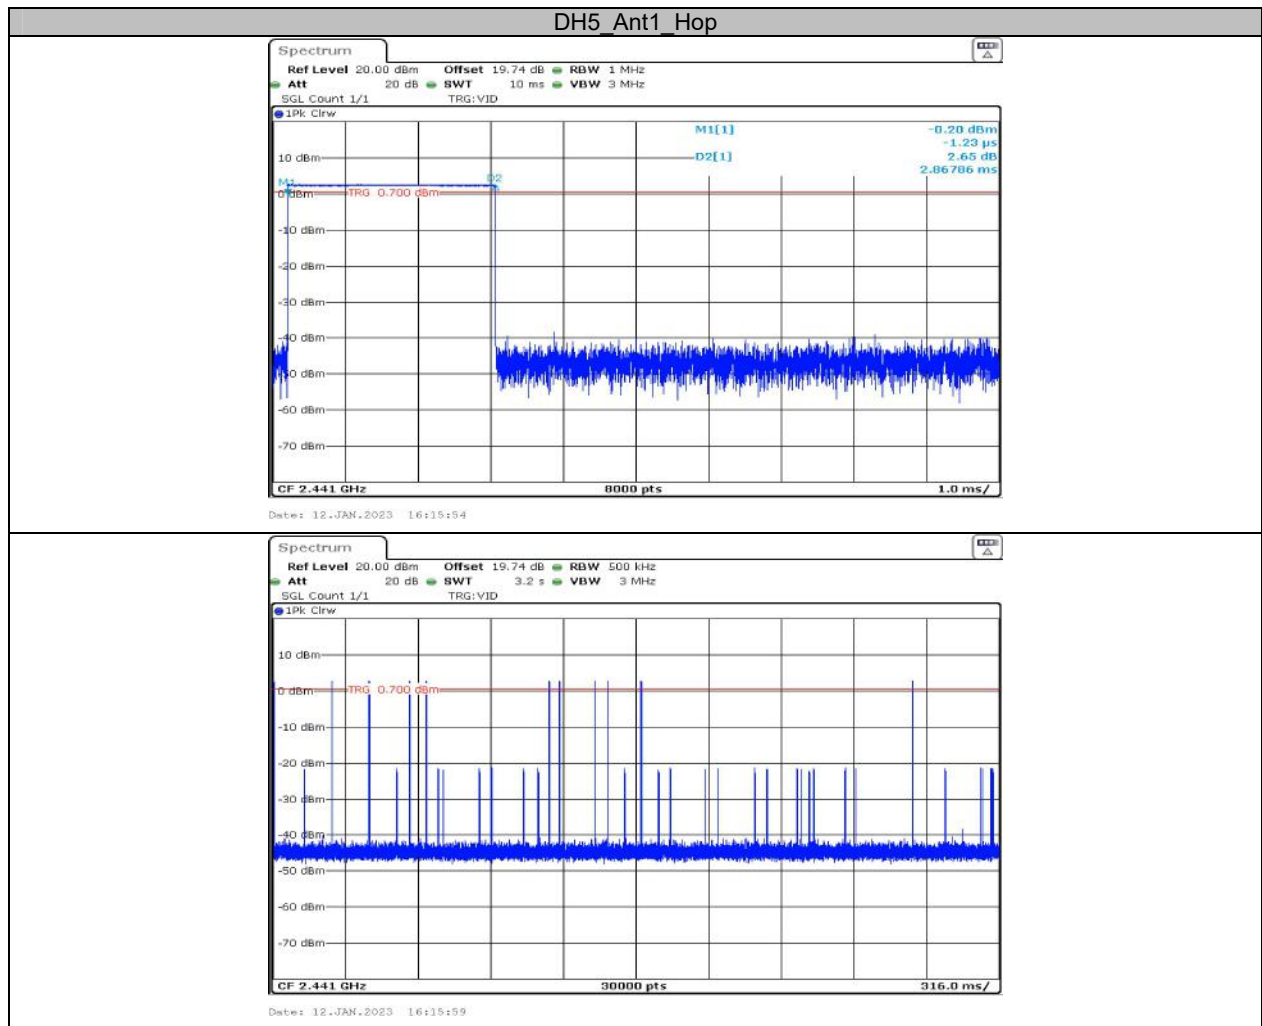 DH5_Ant1_Hop
Spectrum
Ref Level 20.00 dBm Offset 19.74 dB RBW 1 MHz
Att 20 dB SWT 10 ms VBW 3 MHz
SGL Count 1/1 TRG:VID
1Pk Clrw
M1[1] -0.20 dBm
-1.23 µs
10 dBm D2[1] 2.65 dB
2.86786 ms
M1 D2
0 dBm TRG 0.700 dBm
-10 dBm
-20 dBm
-30 dBm
-40 dBm
-50 dBm
-60 dBm
-70 dBm
CF 2.441 GHz 8000 pts 1.0 ms/
Date: 12.JAN.2023 16:15:54
Spectrum
Ref Level 20.00 dBm Offset 19.74 dB RBW 500 kHz
Att 20 dB SWT 3.2 s VBW 3 MHz
SGL Count 1/1 TRG:VID
1Pk Clrw
10 dBm
0 dBm TRG 0.700 dBm
-10 dBm
-20 dBm
-30 dBm
-40 dBm
-50 dBm
-60 dBm
-70 dBm
CF 2.441 GHz 30000 pts 316.0 ms/
Date: 12.JAN.2023 16:15:59